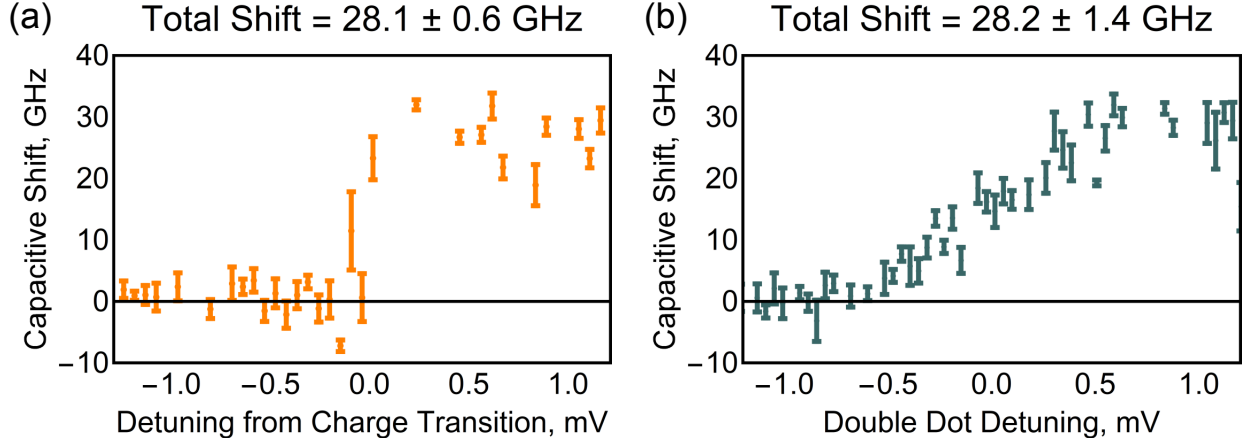 (a) Total Shift = 28.1 ± 0.6 GHz
Capacitive Shift, GHz
40
30
20
10
0
−10
−1.0 −0.5 0.0 0.5 1.0
Detuning from Charge Transition, mV
(b) Total Shift = 28.2 ± 1.4 GHz
Capacitive Shift, GHz
40
30
20
10
0
−10
−1.0 −0.5 0.0 0.5 1.0
Double Dot Detuning, mV